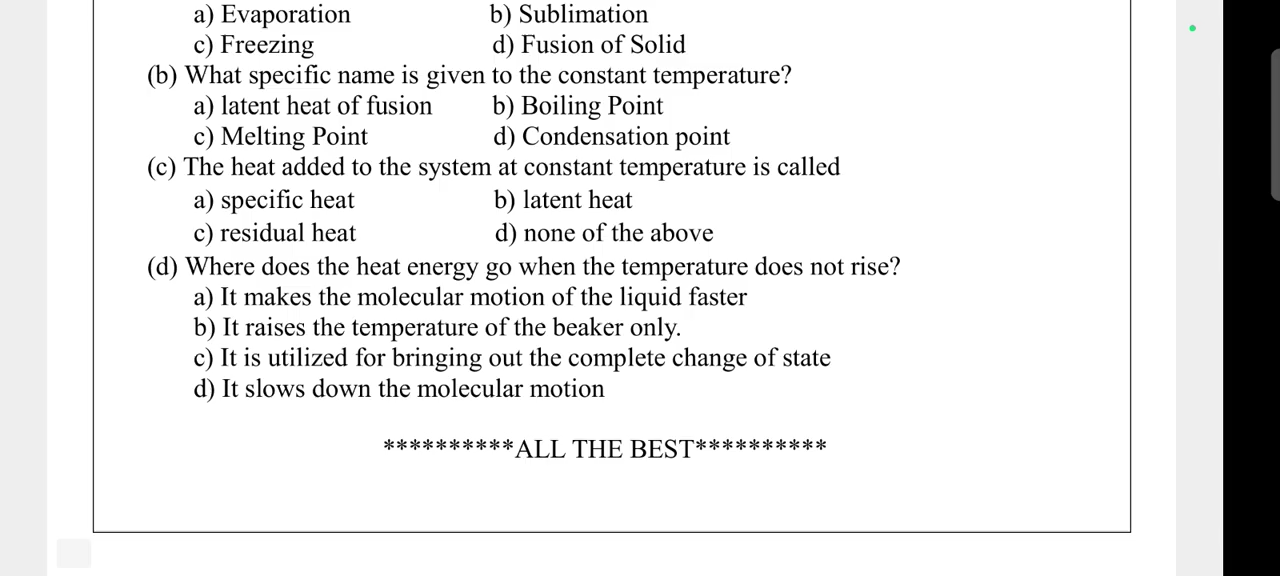 a) Evaporation b) Sublimation
c) Freezing d) Fusion of Solid
(b) What specific name is given to the constant temperature?
a) latent heat of fusion b) Boiling Point
c) Melting Point d) Condensation point
(c) The heat added to the system at constant temperature is called
a) specific heat b) latent heat
c) residual heat d) none of the above
(d) Where does the heat energy go when the temperature does not rise?
a) It makes the molecular motion of the liquid faster
b) It raises the temperature of the beaker only.
c) It is utilized for bringing out the complete change of state
d) It slows down the molecular motion
**********ALL THE BEST**********